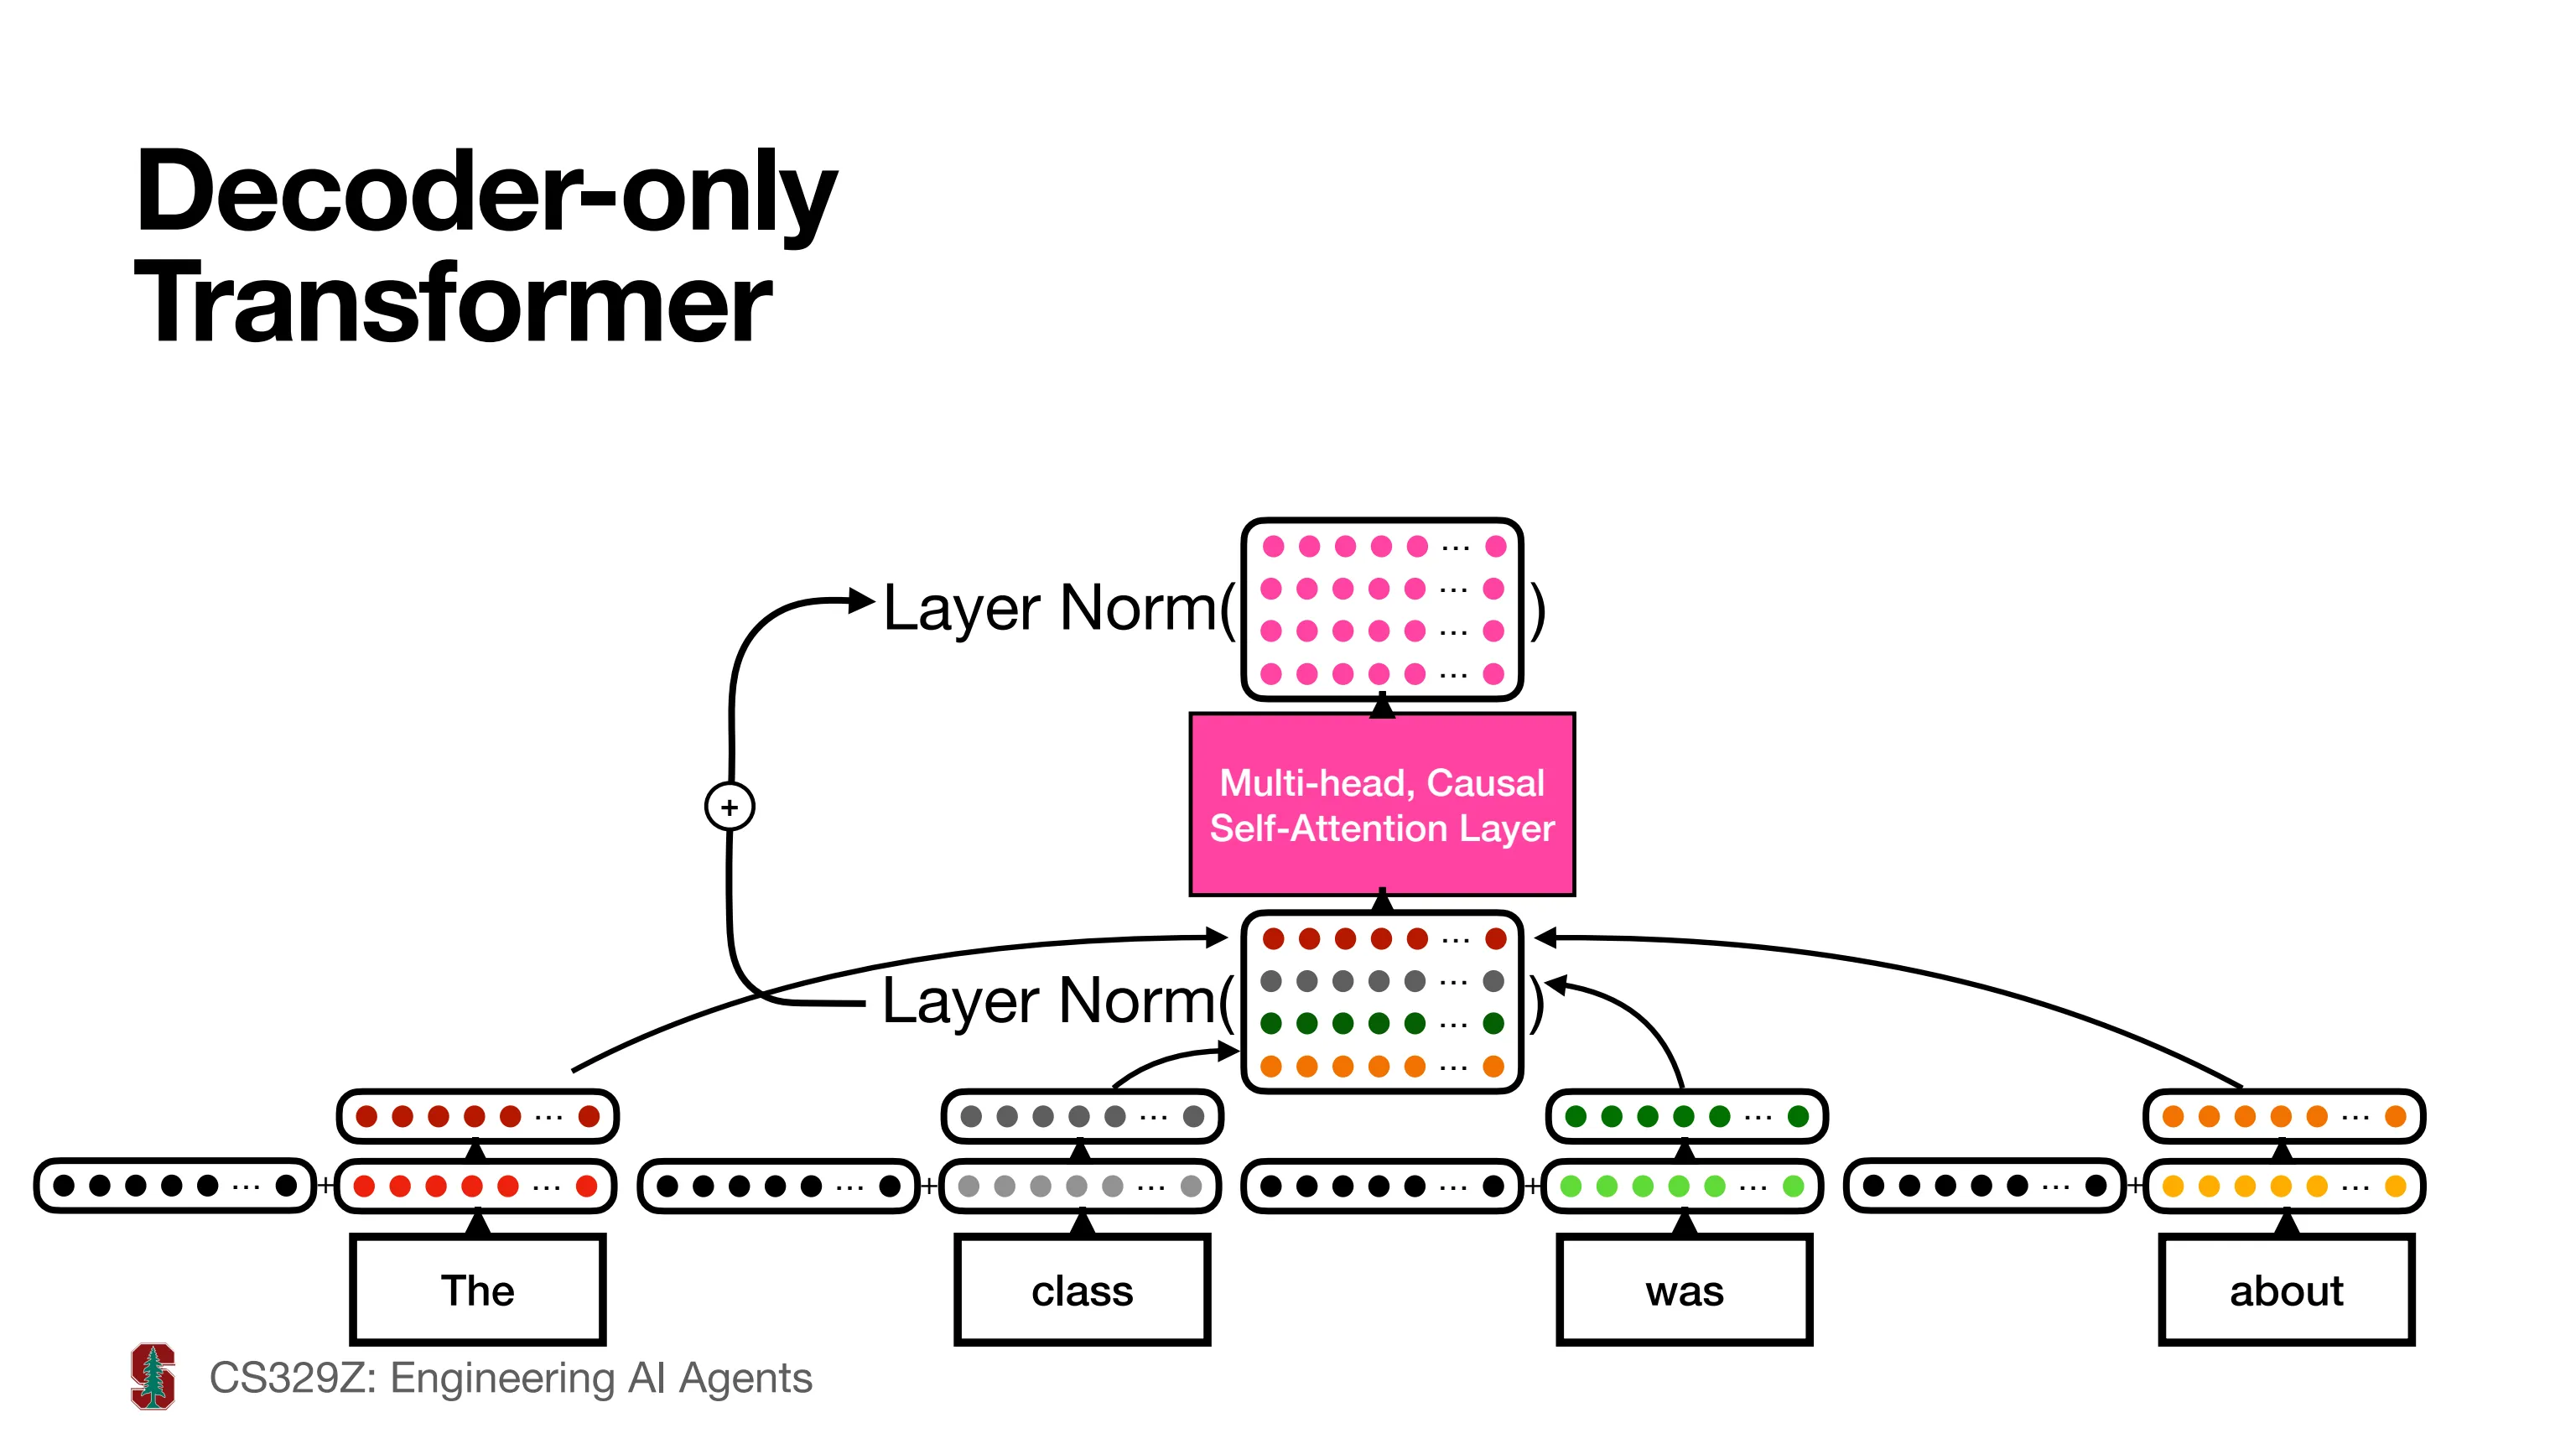 Decoder-only
Transformer
Layer Norm( ... )
...
...
...
Multi-head, Causal
Self-Attention Layer
+
Layer Norm( ... )
...
...
...
... ... ... ...
... + ... ... + ... ... + ... ... + ...
The class was about
CS329Z: Engineering AI Agents